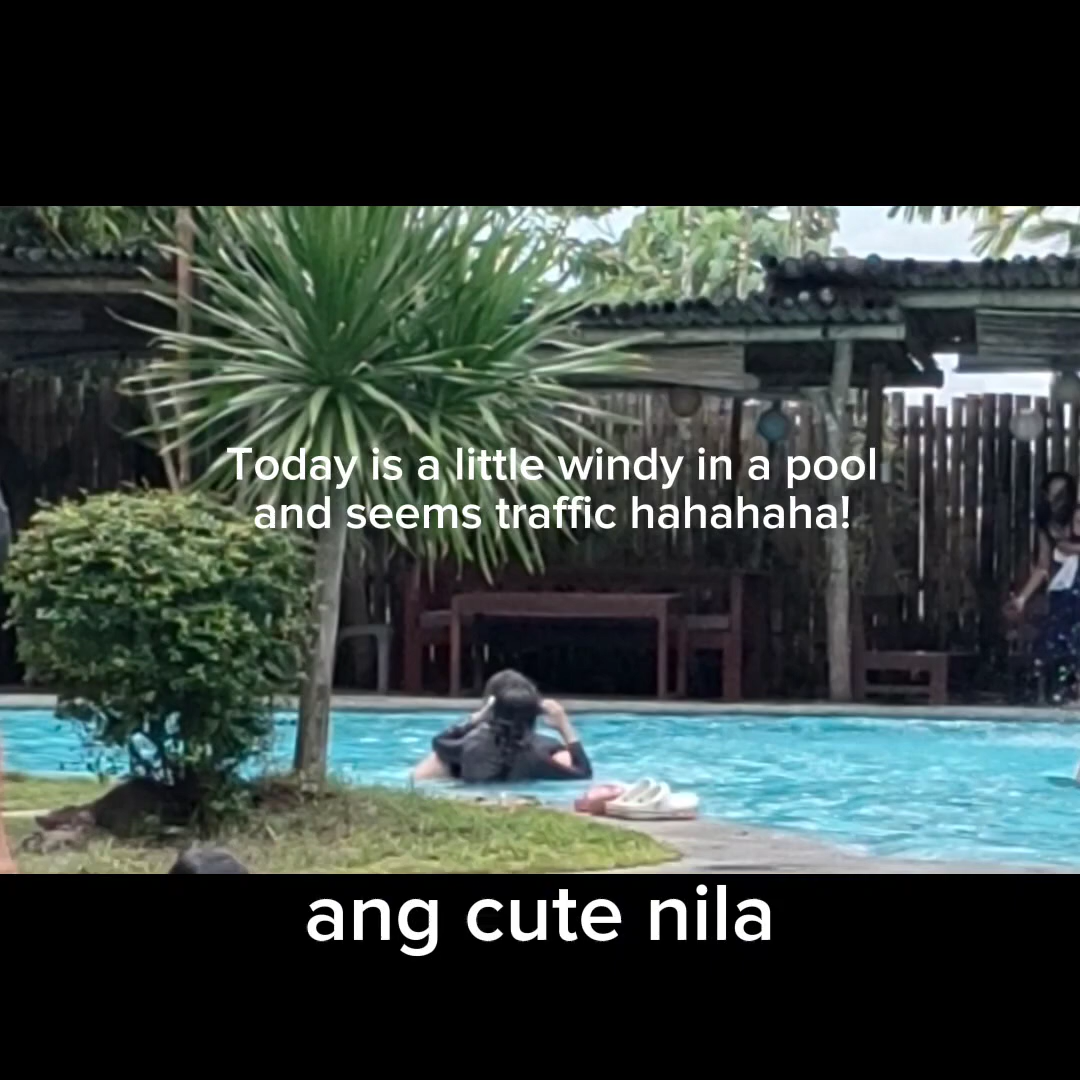 Today is a little windy in a pool
and seems traffic hahahaha!
ang cute nila